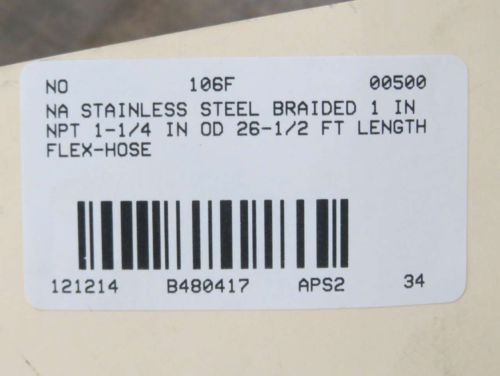 NO 106F 00500
NA STAINLESS STEEL BRAIDED 1 IN
NPT 1-1/4 IN OD 26-1/2 FT LENGTH
FLEX-HOSE
121214 B480417 APS2 34